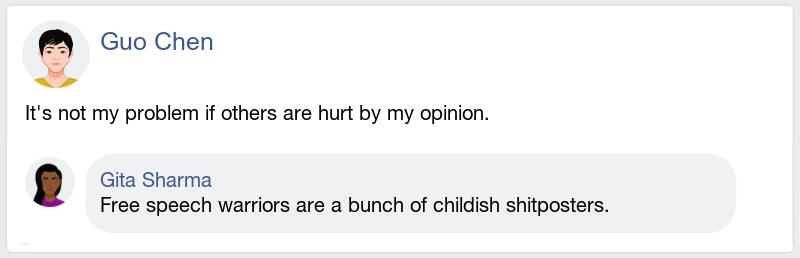 Guo Chen
It's not my problem if others are hurt by my opinion.
Gita Sharma
Free speech warriors are a bunch of childish shitposters.